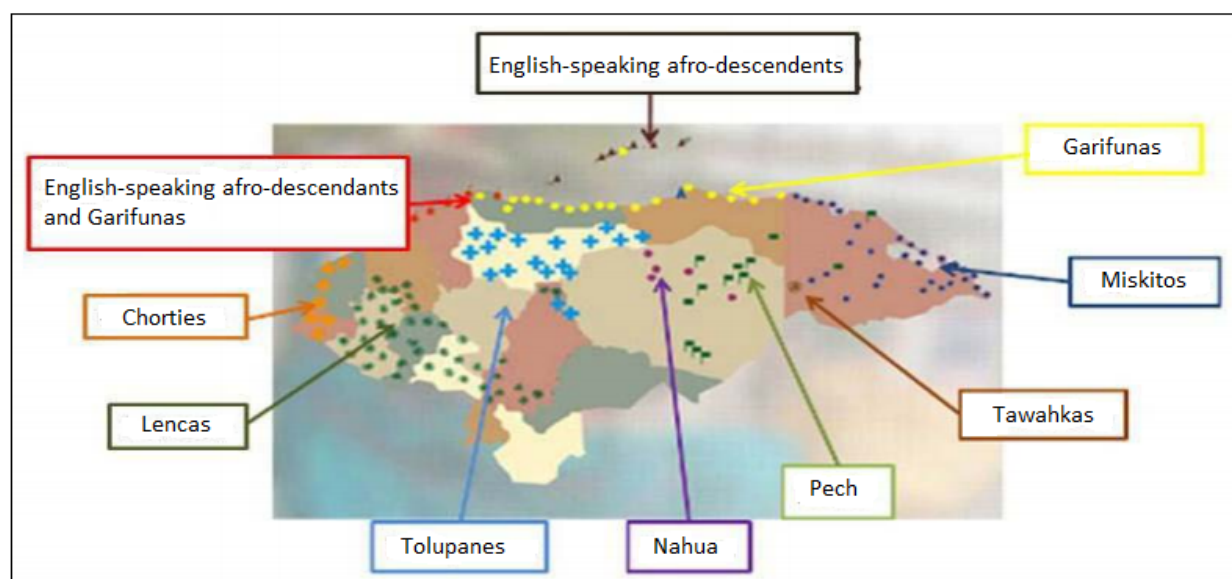 English-speaking afro-descendents
Garifunas
English-speaking afro-descendants
and Garifunas
Miskitos
Chorties
Tawahkas
Lencas
Pech
Tolupanes
Nahua